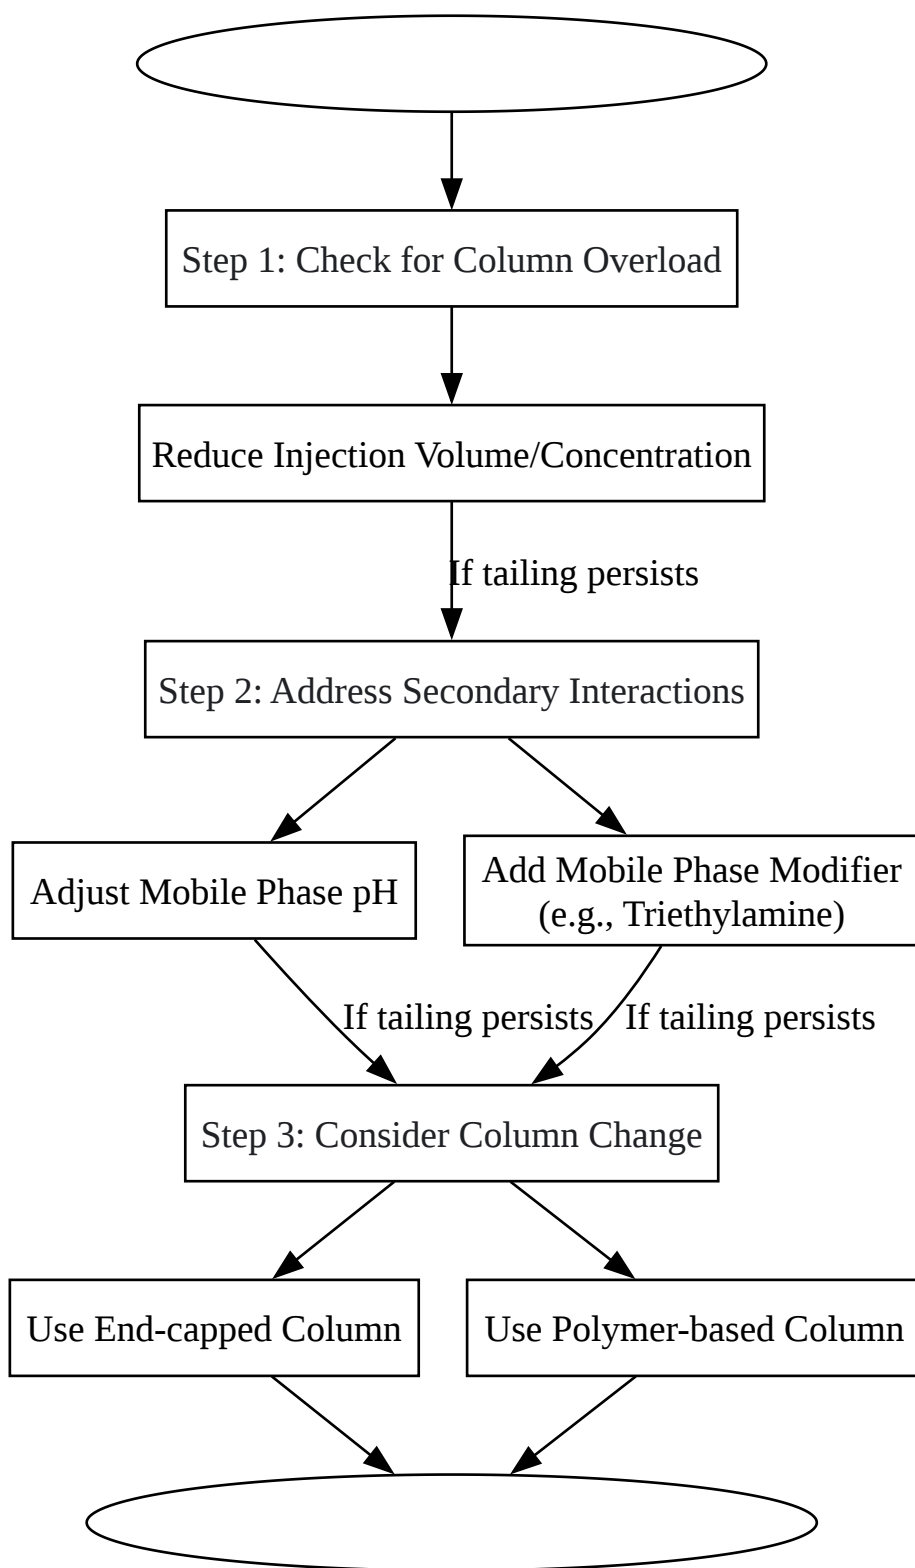 Step 1: Check for Column Overload
Reduce Injection Volume/Concentration
If tailing persists
Step 2: Address Secondary Interactions
Adjust Mobile Phase pH
Add Mobile Phase Modifier
(e.g., Triethylamine)
If tailing persists
If tailing persists
Step 3: Consider Column Change
Use End-capped Column
Use Polymer-based Column